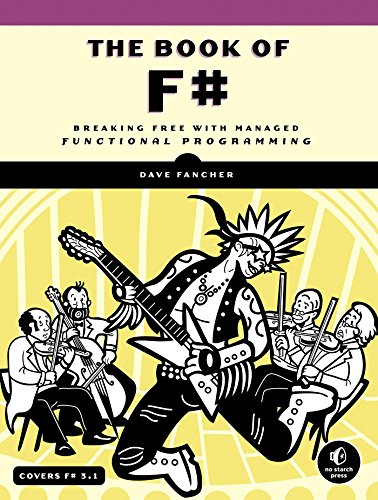 THE BOOK OF
F#
BREAKING FREE WITH MANAGED
FUNCTIONAL PROGRAMMING
DAVE FANCHER
COVERS F# 3.1
no starch
press